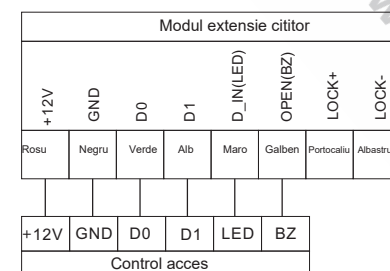 Modul extensie cititor
+12V GND D0 D1 D_IN(LED) OPEN(BZ) LOCK+ LOCK-
Rosu Negru Verde Alb Maro Galben Portocaliu Albastru
+12V GND D0 D1 LED BZ
Control acces